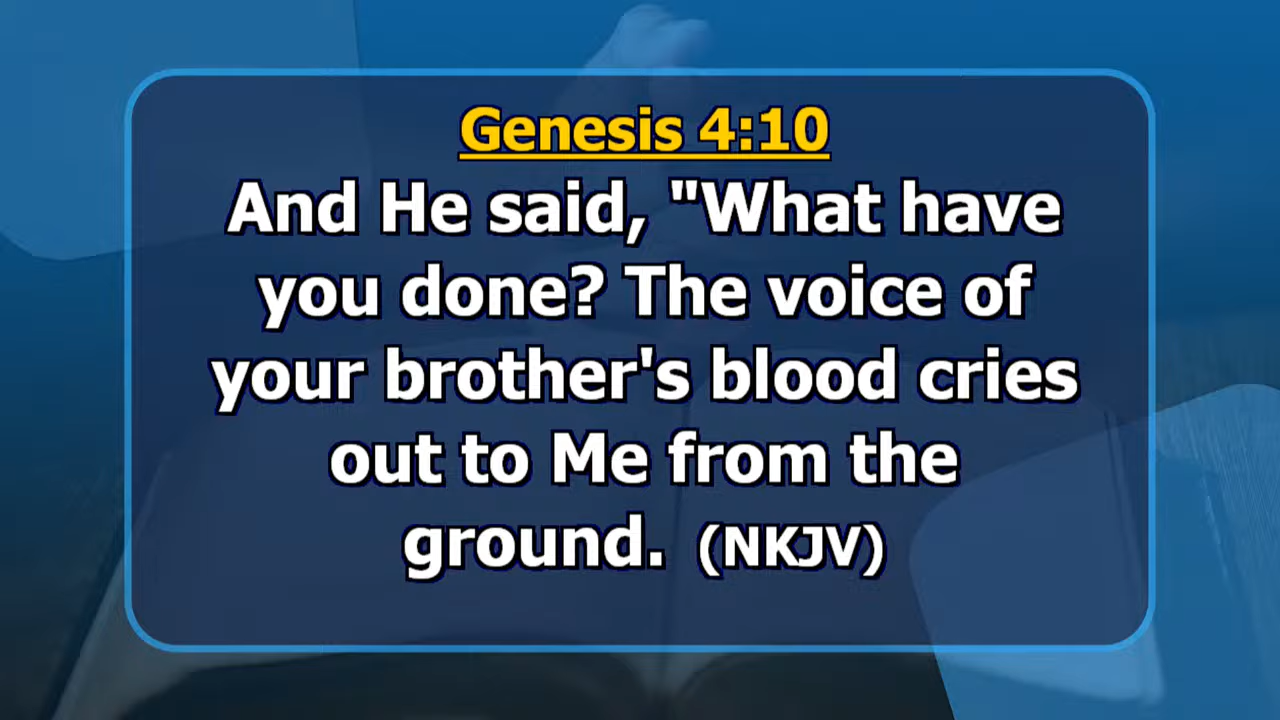 Genesis 4:10
And He said, "What have
you done? The voice of
your brother's blood cries
out to Me from the
ground. (NKJV)